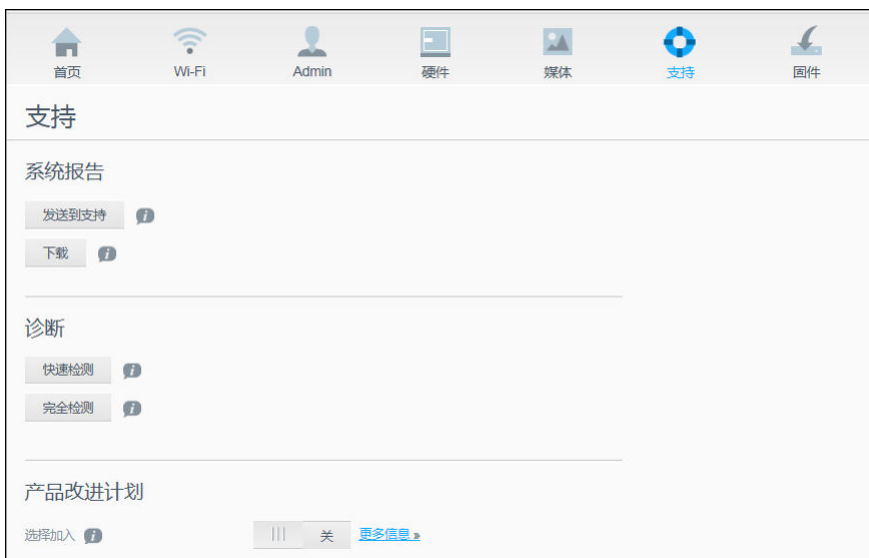 首页 Wi-Fi Admin 硬件 媒体 支持 固件
支持
系统报告
发送到支持
下载
诊断
快速检测
完全检测
产品改进计划
选择加入 关 更多信息 »